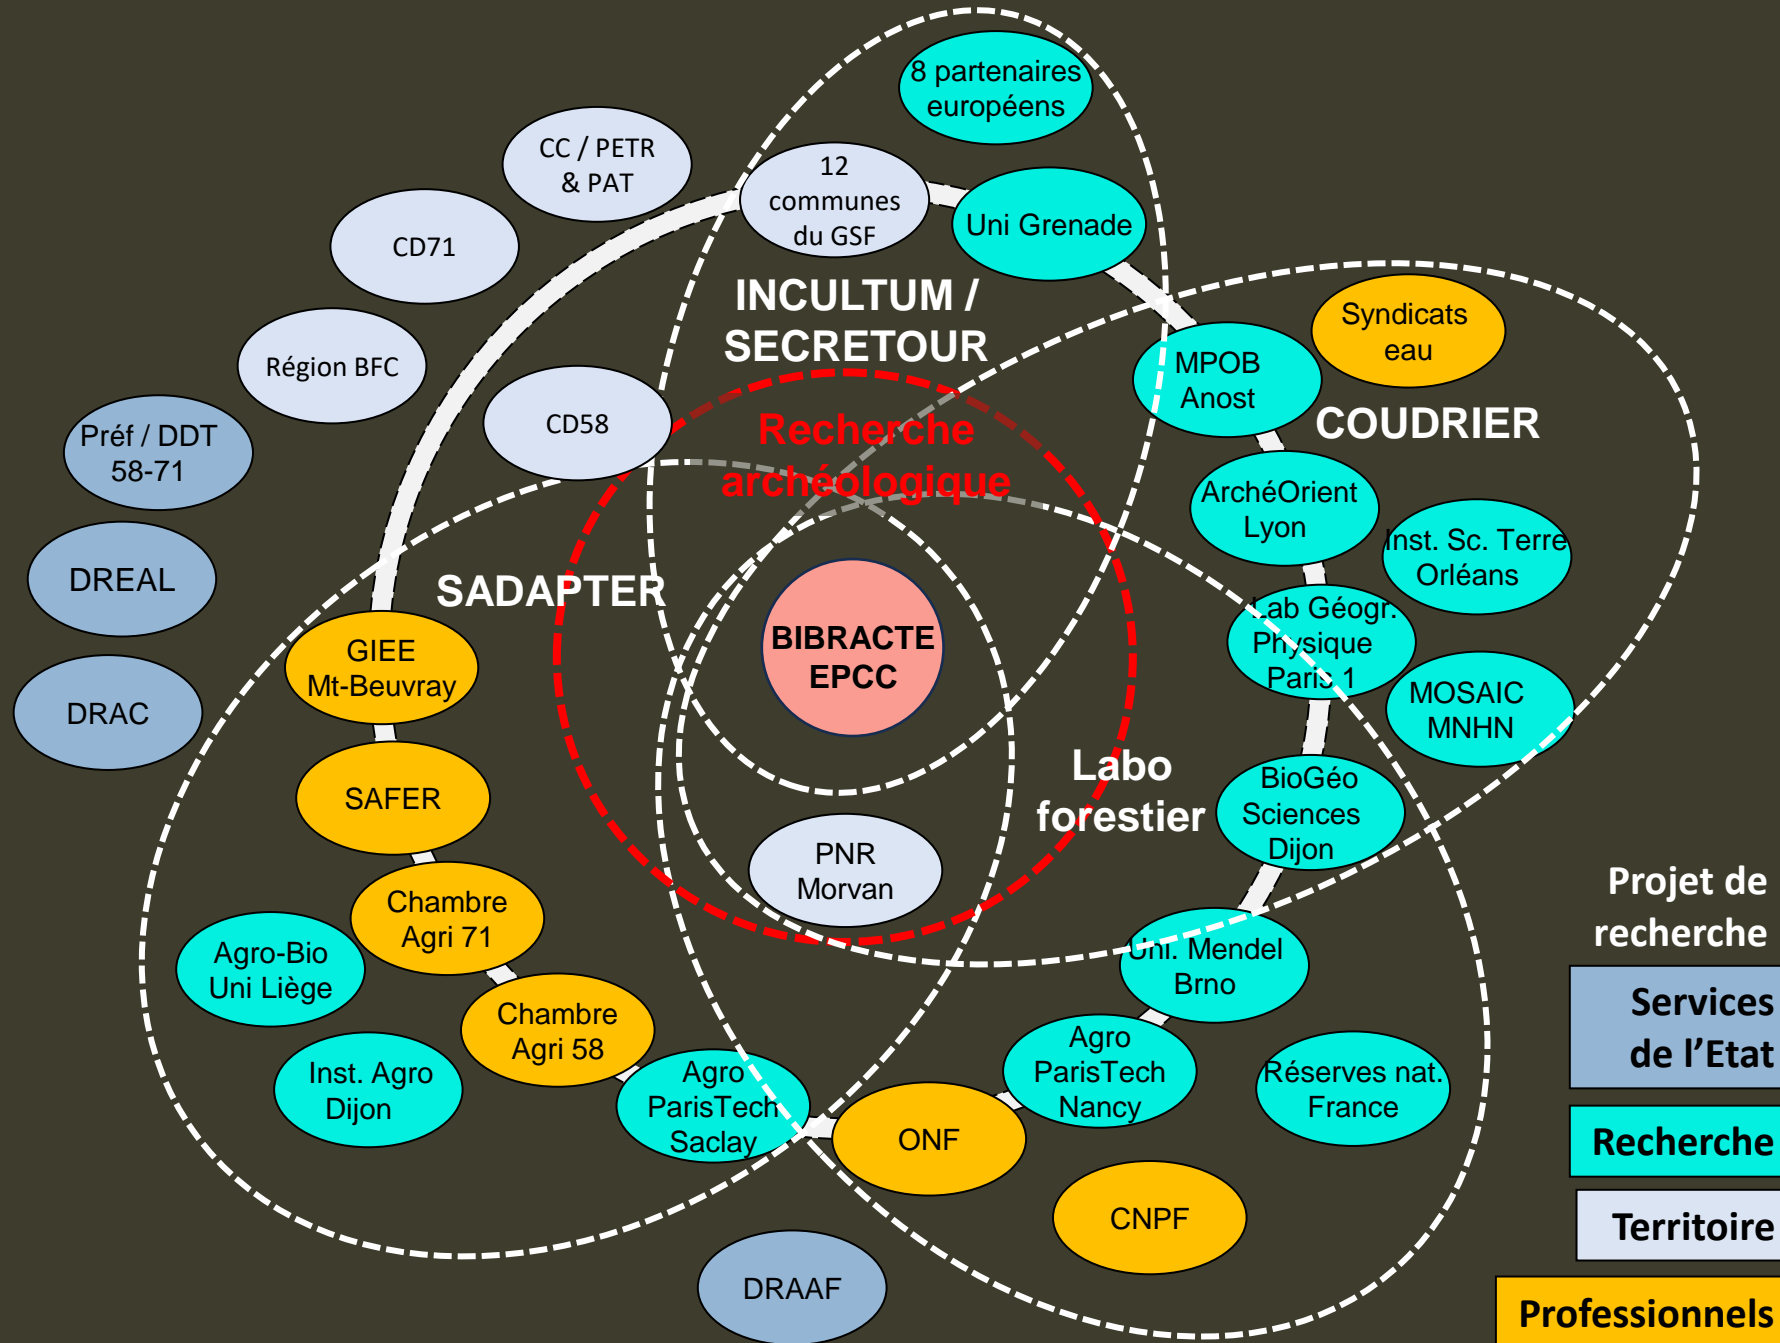 8 partenaires
européens
CC / PETR
& PAT
12
communes
du GSF
Uni Grenade
CD71
INCULTUM /
SECRETOUR
Syndicats
eau
Région BFC
MPOB
Anost
CD58
Recherche
archéologique
COUDRIER
Préf / DDT
58-71
ArchéOrient
Lyon
Inst. Sc. Terre
Orléans
DREAL
SADAPTER
BIBRACTE
EPCC
Lab Géogr.
Physique
Paris 1
GIEE
Mt-Beuvray
DRAC
MOSAIC
MNHN
SAFER
Labo
forestier
BioGéo
Sciences
Dijon
PNR
Morvan
Chambre
Agri 71
Projet de
recherche
Agro-Bio
Uni Liège
Uni. Mendel
Brno
Chambre
Agri 58
Services
de l’Etat
Inst. Agro
Dijon
Agro
ParisTech
Saclay
Agro
ParisTech
Nancy
Réserves nat.
France
ONF
Recherche
CNPF
Territoire
DRAAF
Professionnels